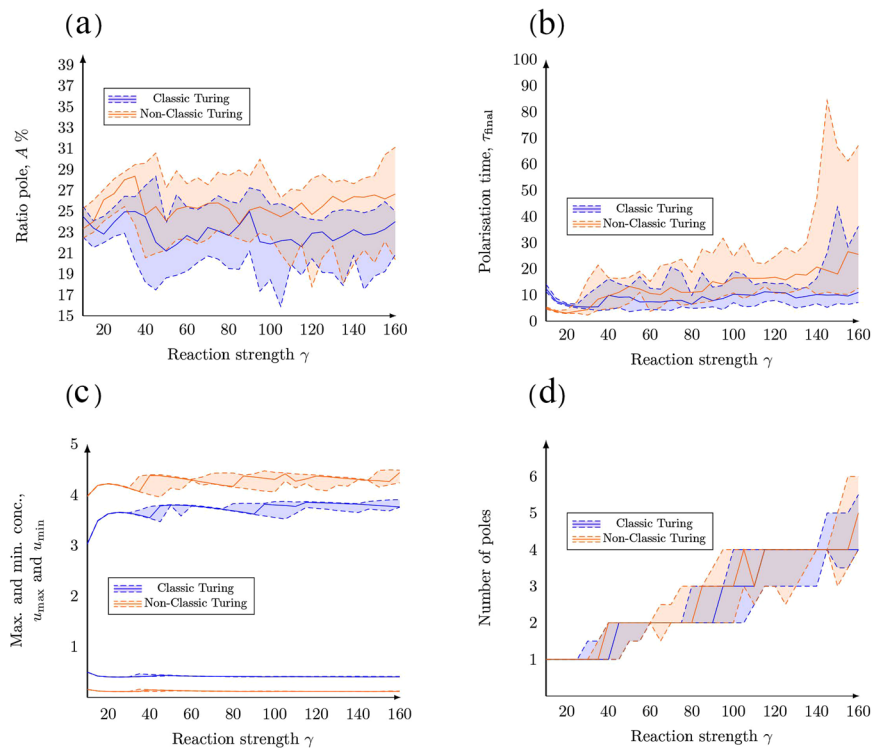 (a)
39
37
35
33
31
29
27
25
23
21
19
17
15
20 40 60 80 100 120 140 160
Ratio pole, A %
Reaction strength γ
Classic Turing
Non-Classic Turing
(b)
100
90
80
70
60
50
40
30
20
10
0
20 40 60 80 100 120 140 160
Polarisation time, τfinal
Reaction strength γ
Classic Turing
Non-Classic Turing
(c)
5
4
3
2
1
20 40 60 80 100 120 140 160
Max. and min. conc.,
umax and umin
Reaction strength γ
Classic Turing
Non-Classic Turing
(d)
6
5
4
3
2
1
20 40 60 80 100 120 140 160
Number of poles
Reaction strength γ
Classic Turing
Non-Classic Turing